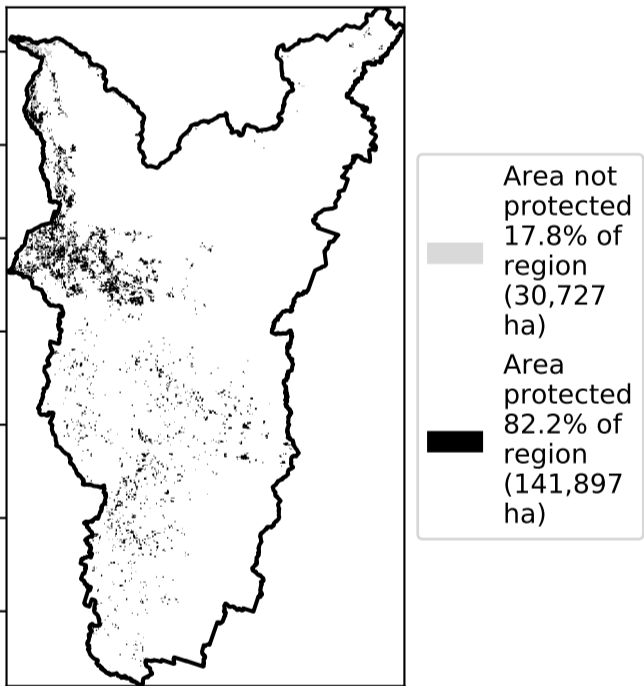 Area not
protected
17.8% of
region
(30,727
ha)
Area
protected
82.2% of
region
(141,897
ha)